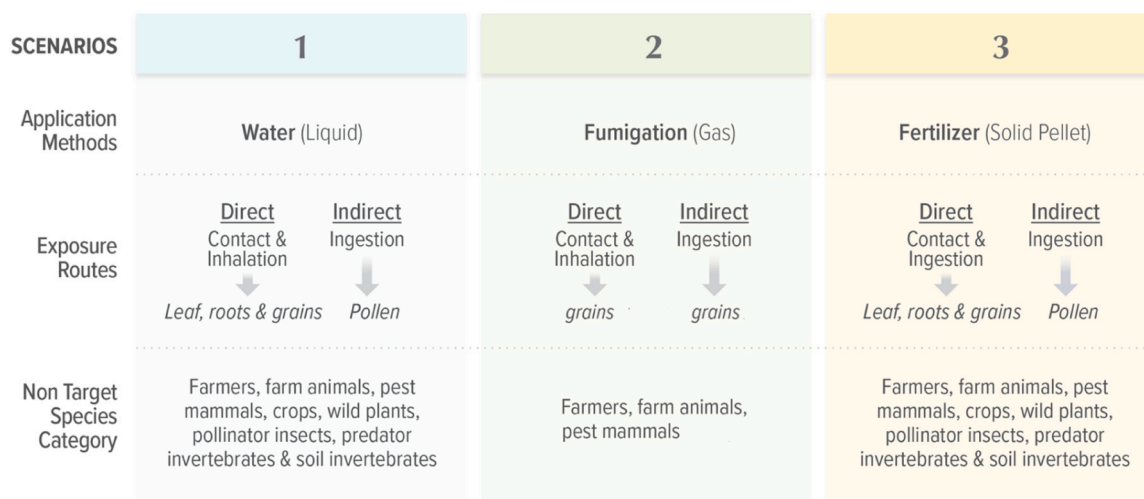 SCENARIOS
1
2
3
Application
Methods
Water (Liquid)
Fumigation (Gas)
Fertilizer (Solid Pellet)
Exposure
Routes
Direct
Contact &
Inhalation
Leaf, roots & grains
Indirect
Ingestion
Pollen
Direct
Contact &
Inhalation
grains
Indirect
Ingestion
grains
Direct
Contact &
Ingestion
Leaf, roots & grains
Indirect
Ingestion
Pollen
Non Target
Species
Category
Farmers, farm animals, pest
mammals, crops, wild plants,
pollinator insects, predator
invertebrates & soil invertebrates
Farmers, farm animals,
pest mammals
Farmers, farm animals, pest
mammals, crops, wild plants,
pollinator insects, predator
invertebrates & soil invertebrates